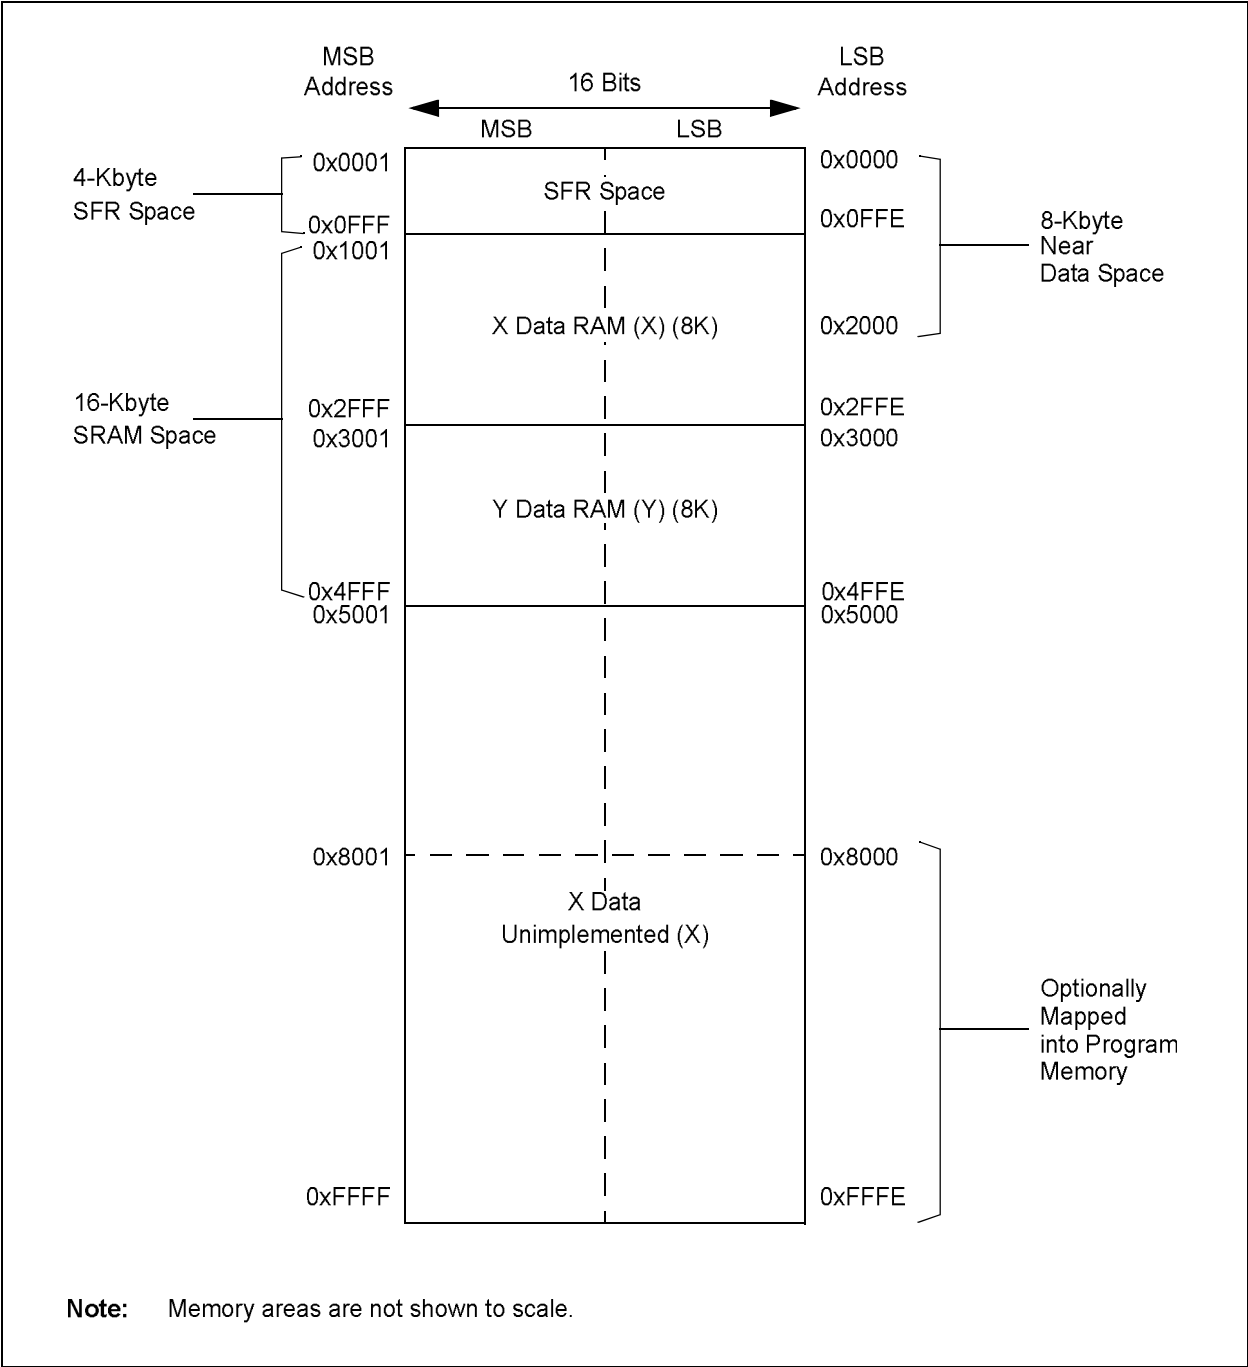 MSB
Address
16 Bits
LSB
Address
MSB
LSB
4-Kbyte
SFR Space
0x0001
0x0FFF
SFR Space
0x0000
0x0FFE
8-Kbyte
Near
Data Space
16-Kbyte
SRAM Space
0x1001
0x2FFF
X Data RAM (X) (8K)
0x2000
0x2FFE
0x3001
0x4FFF
Y Data RAM (Y) (8K)
0x3000
0x4FFE
0x5001
0x5000
0x8001
0x8000
X Data
Unimplemented (X)
Optionally
Mapped
into Program
Memory
0xFFFF
0xFFFE
Note: Memory areas are not shown to scale.